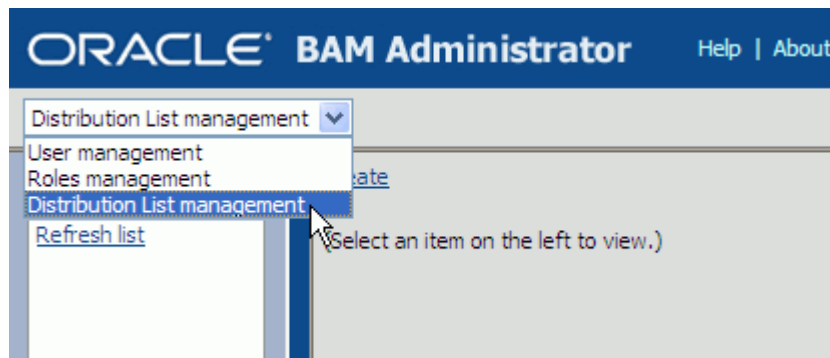 ORACLE BAM Administrator Help | About
Distribution List management
User management
Roles management
Distribution List management
Refresh list
(Select an item on the left to view.)